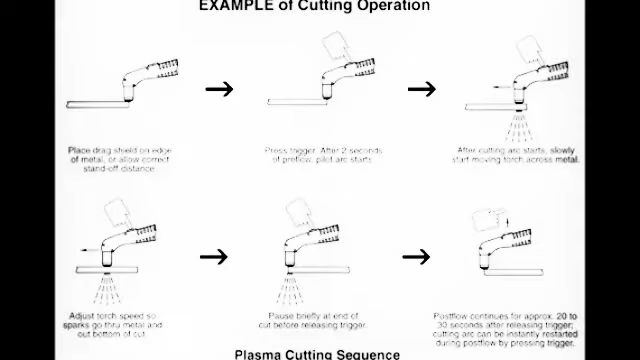 EXAMPLE of Cutting Operation
Place drag shield on edge
of metal, or allow correct
stand-off distance.
Press trigger. After 2 seconds
of preflow, pilot arc starts.
After cutting arc starts, slowly
start moving torch across metal.
Adjust torch speed so
sparks go thru metal and
out bottom of cut.
Pause briefly at end of
cut before releasing trigger.
Postflow continues for approx. 20 to
30 seconds after releasing trigger;
cutting arc can be instantly restarted
during postflow by pressing trigger.
Plasma Cutting Sequence